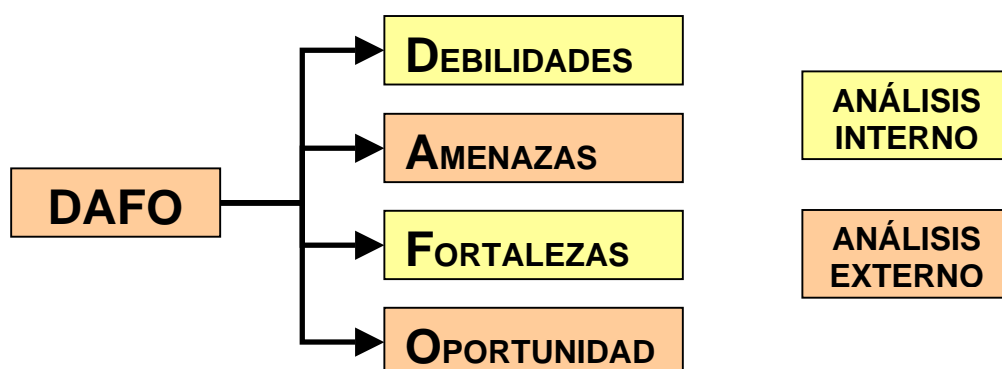 DEBILIDADES
ANÁLISIS
INTERNO
AMENAZAS
DAFO
FORTALEZAS
ANÁLISIS
EXTERNO
OPORTUNIDAD